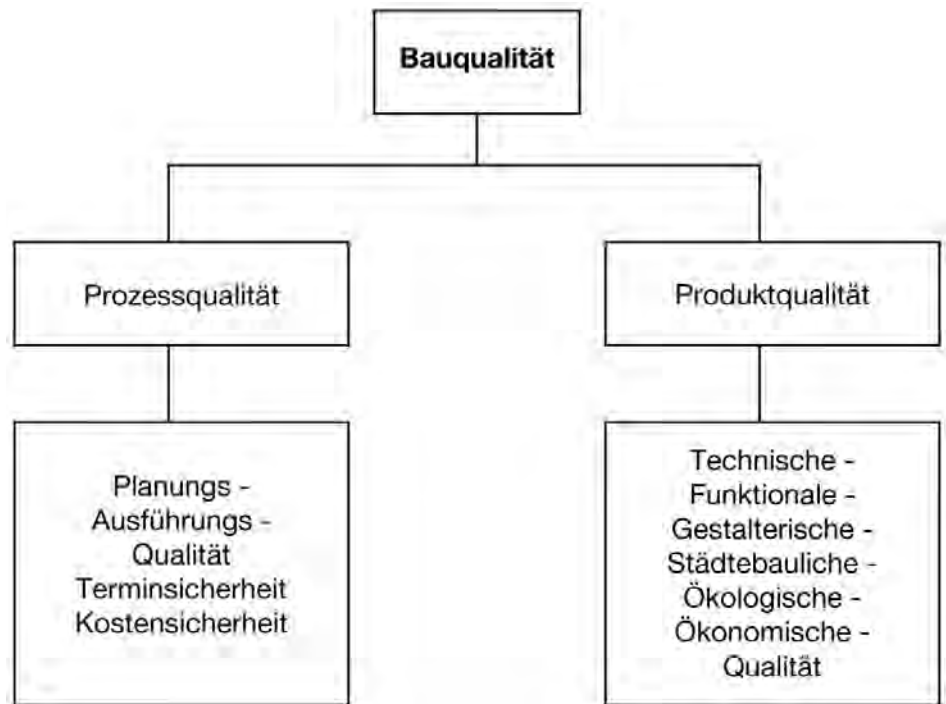 Bauqualität
Prozessqualität
Produktqualität
Planungs -
Ausführungs -
Qualität
Terminsicherheit
Kostensicherheit
Technische -
Funktionale -
Gestalterische -
Städtebauliche -
Ökologische -
Ökonomische -
Qualität